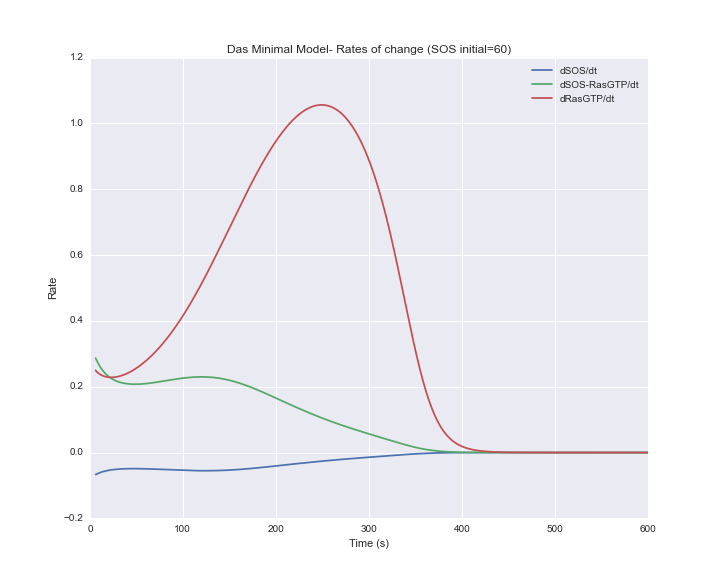 Das Minimal Model- Rates of change (SOS initial=60)
dSOS/dt
dSOS-RasGTP/dt
dRasGTP/dt
1.2
1.0
0.8
0.6
0.4
0.2
0.0
−0.2
Rate
0 100 200 300 400 500 600
Time (s)